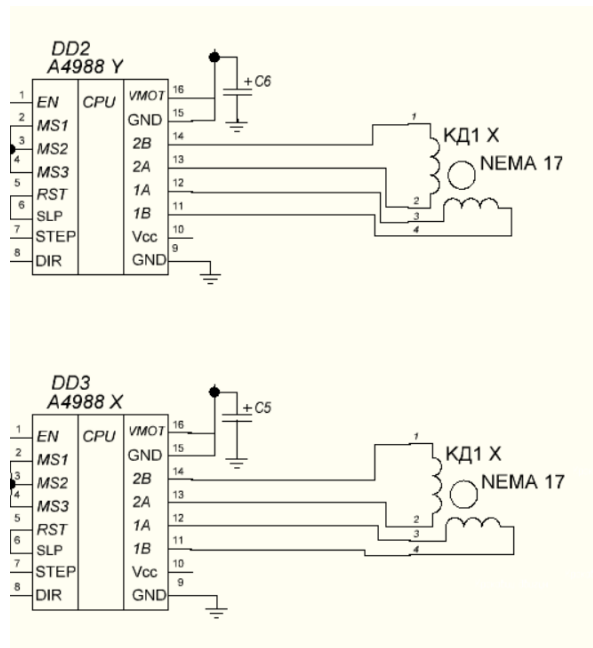 DD2
A4988 Y
1 EN CPU VMOT 16
2 MS1 GND 15
3 MS2 2B 14
4 MS3 2A 13
5 RST 1A 12
6 SLP 1B 11
7 STEP Vcc 10
8 DIR GND 9
+ C6
1
2
3
4
КД1 X
NEMA 17
DD3
A4988 X
1 EN CPU VMOT 16
2 MS1 GND 15
3 MS2 2B 14
4 MS3 2A 13
5 RST 1A 12
6 SLP 1B 11
7 STEP Vcc 10
8 DIR GND 9
+ C5
1
2
3
4
КД1 X
NEMA 17